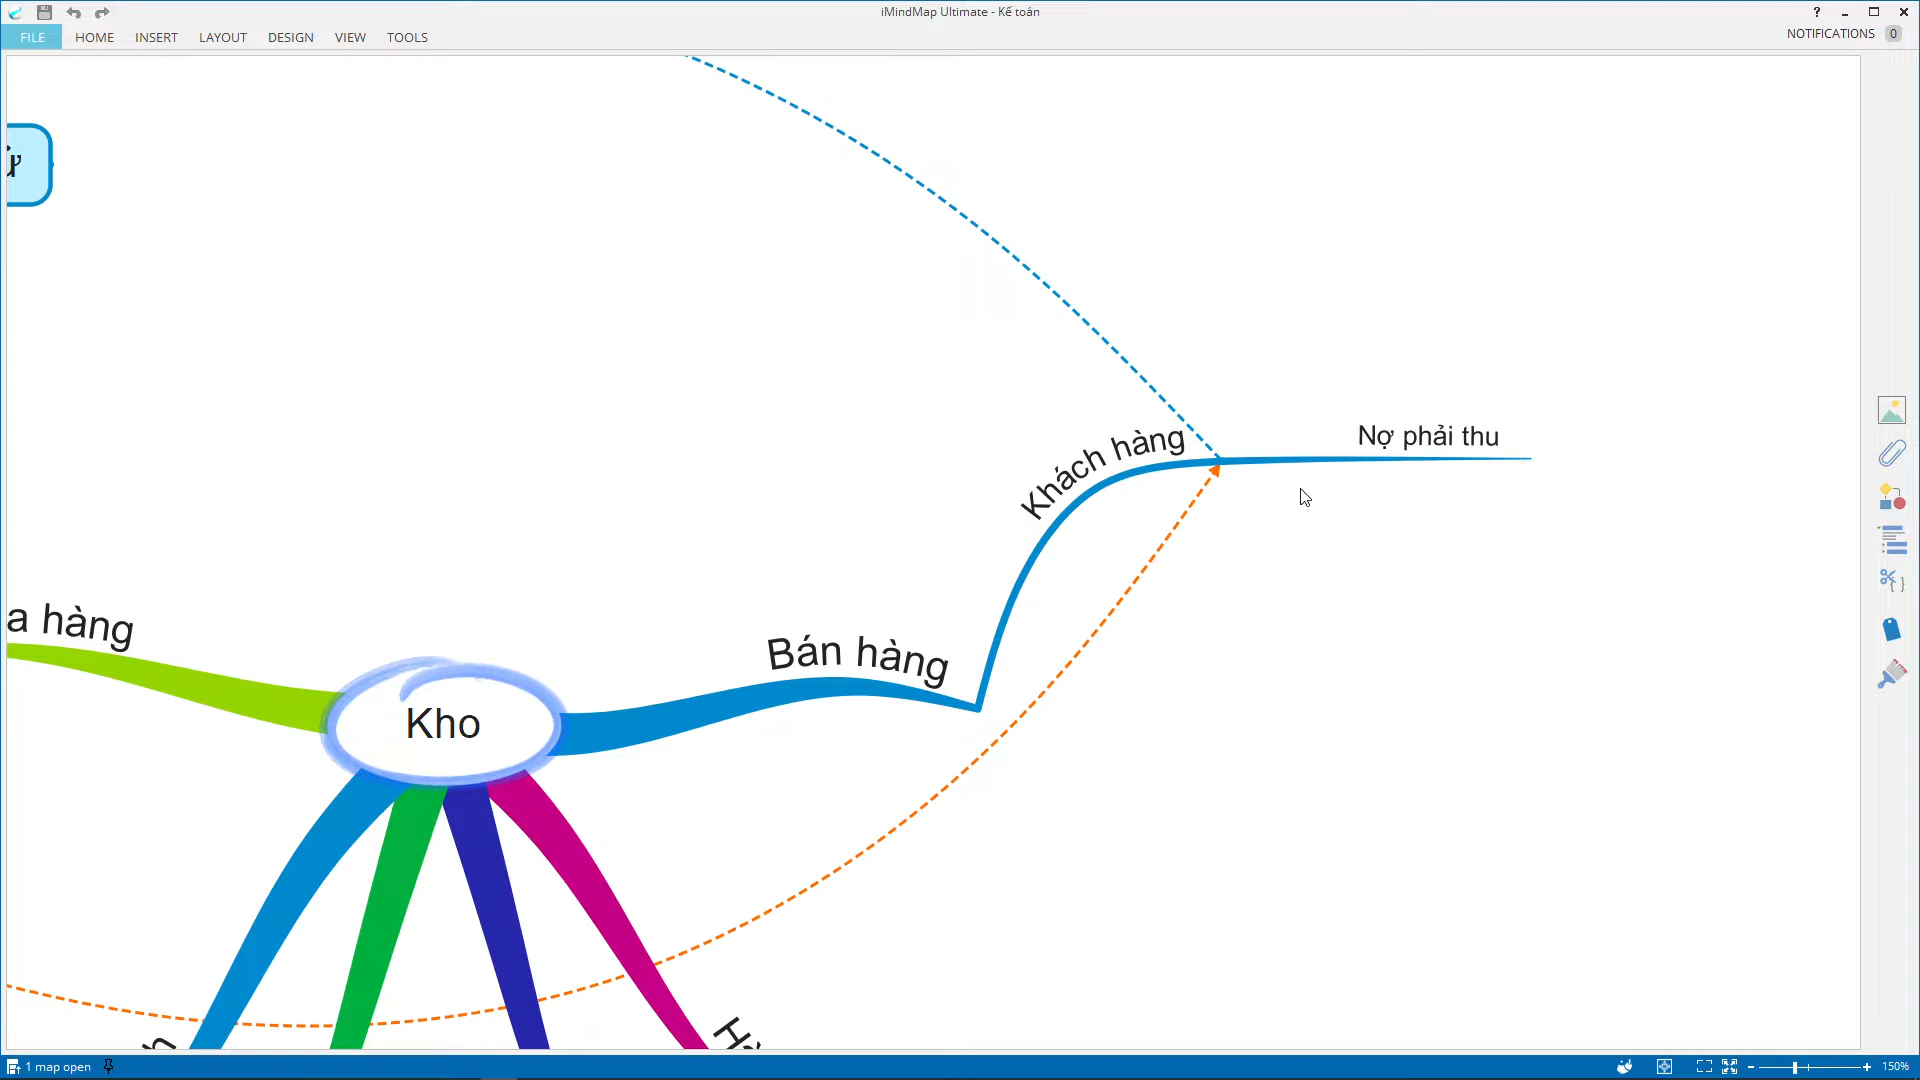 iMindMap Ultimate - Kế toán
?
FILE HOME INSERT LAYOUT DESIGN VIEW TOOLS
NOTIFICATIONS 0
Nợ phải thu
Khách hàng
a hàng
Bán hàng
Kho
1 map open
150%